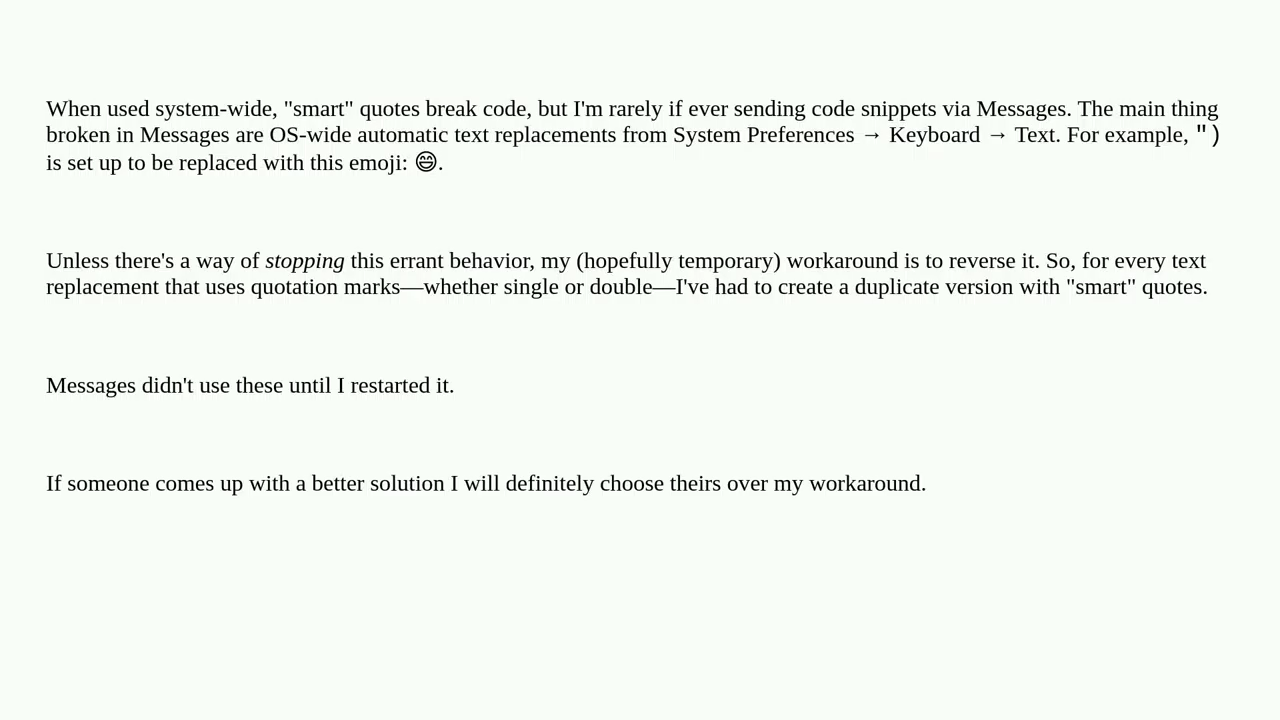 When used system-wide, "smart" quotes break code, but I'm rarely if ever sending code snippets via Messages. The main thing
broken in Messages are OS-wide automatic text replacements from System Preferences → Keyboard → Text. For example, ")
is set up to be replaced with this emoji: 😄.
Unless there's a way of stopping this errant behavior, my (hopefully temporary) workaround is to reverse it. So, for every text
replacement that uses quotation marks—whether single or double—I've had to create a duplicate version with "smart" quotes.
Messages didn't use these until I restarted it.
If someone comes up with a better solution I will definitely choose theirs over my workaround.